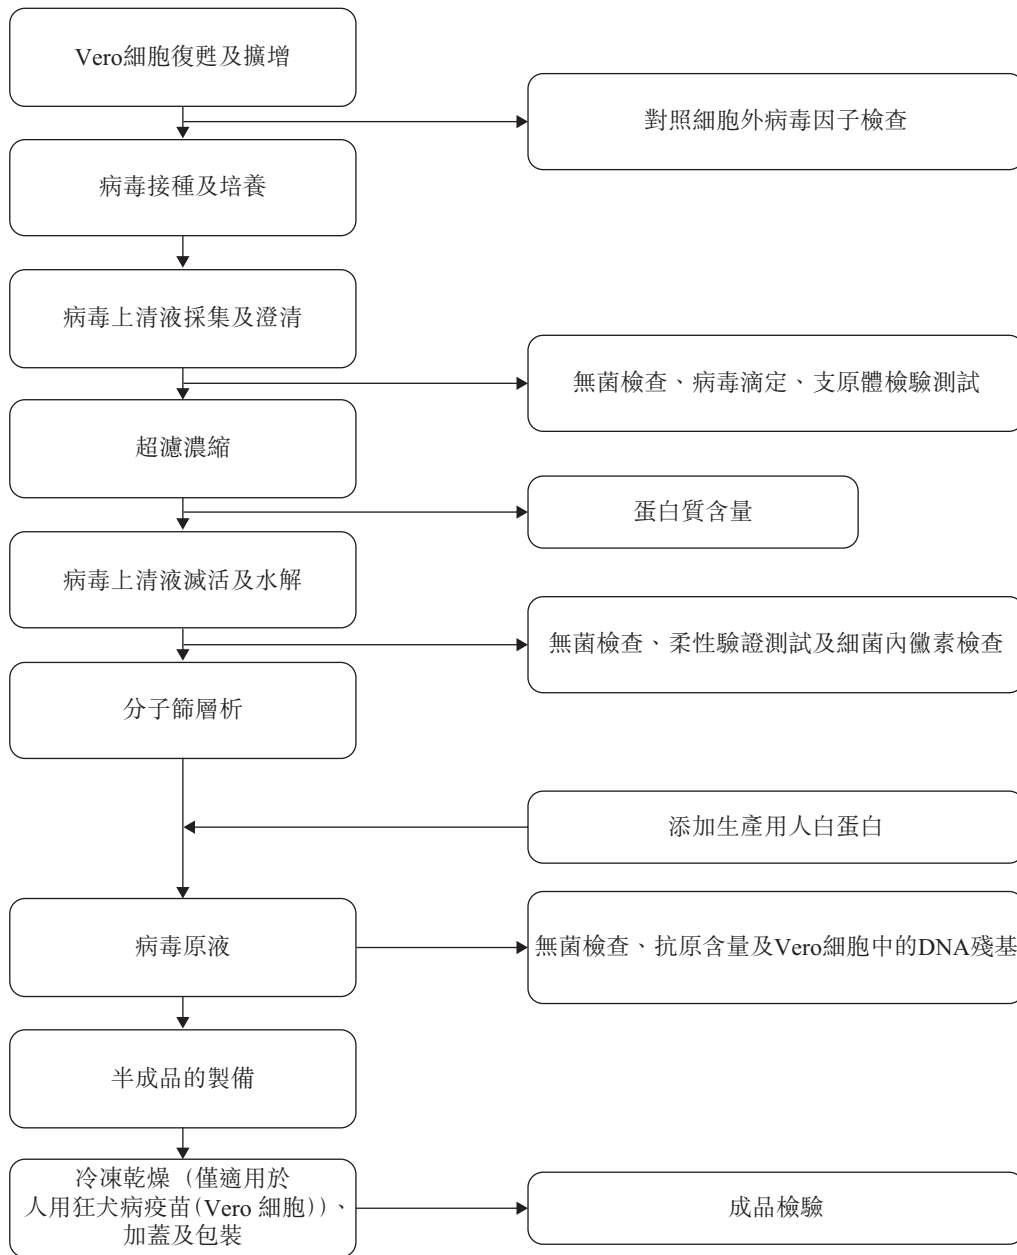 Vero細胞復甦及擴增
對照細胞外病毒因子檢查
病毒接種及培養
病毒上清液採集及澄清
無菌檢查、病毒滴定、支原體檢驗測試
超濾濃縮
蛋白質含量
病毒上清液滅活及水解
無菌檢查、柔性驗證測試及細菌內黴素檢查
分子篩層析
添加生產用人白蛋白
病毒原液
無菌檢查、抗原含量及Vero細胞中的DNA殘基
半成品的製備
冷凍乾燥（僅適用於
人用狂犬病疫苗(Vero 細胞))、
加蓋及包裝
成品檢驗